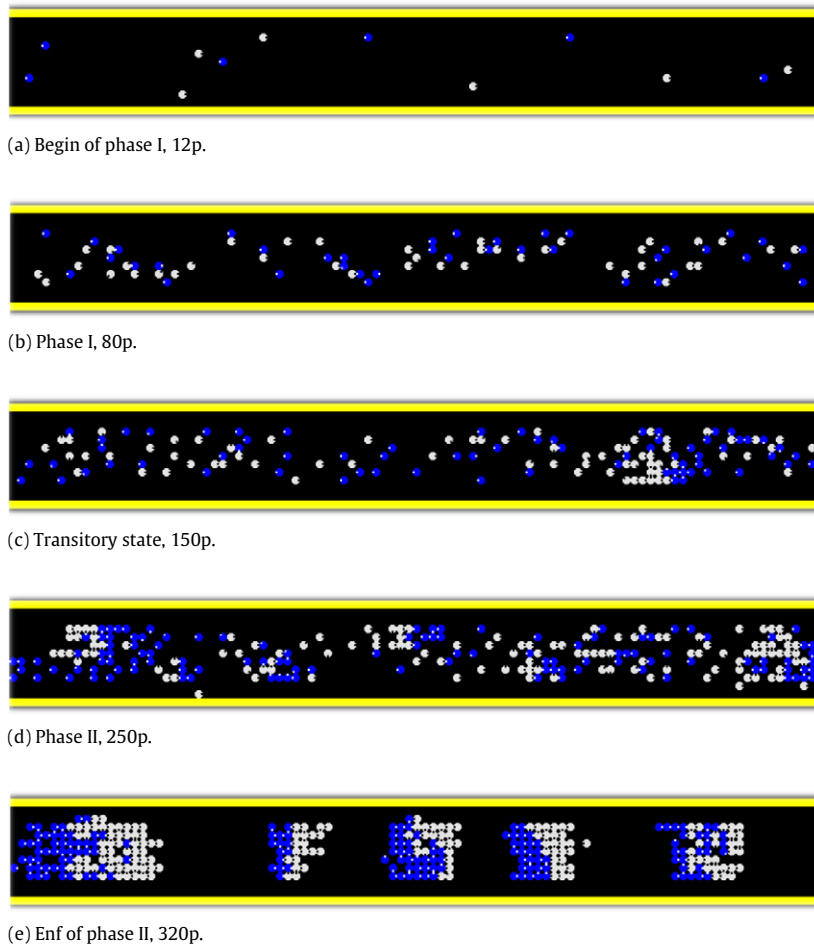 (a) Begin of phase I, 12p.
(b) Phase I, 80p.
(c) Transitory state, 150p.
(d) Phase II, 250p.
(e) Enf of phase II, 320p.